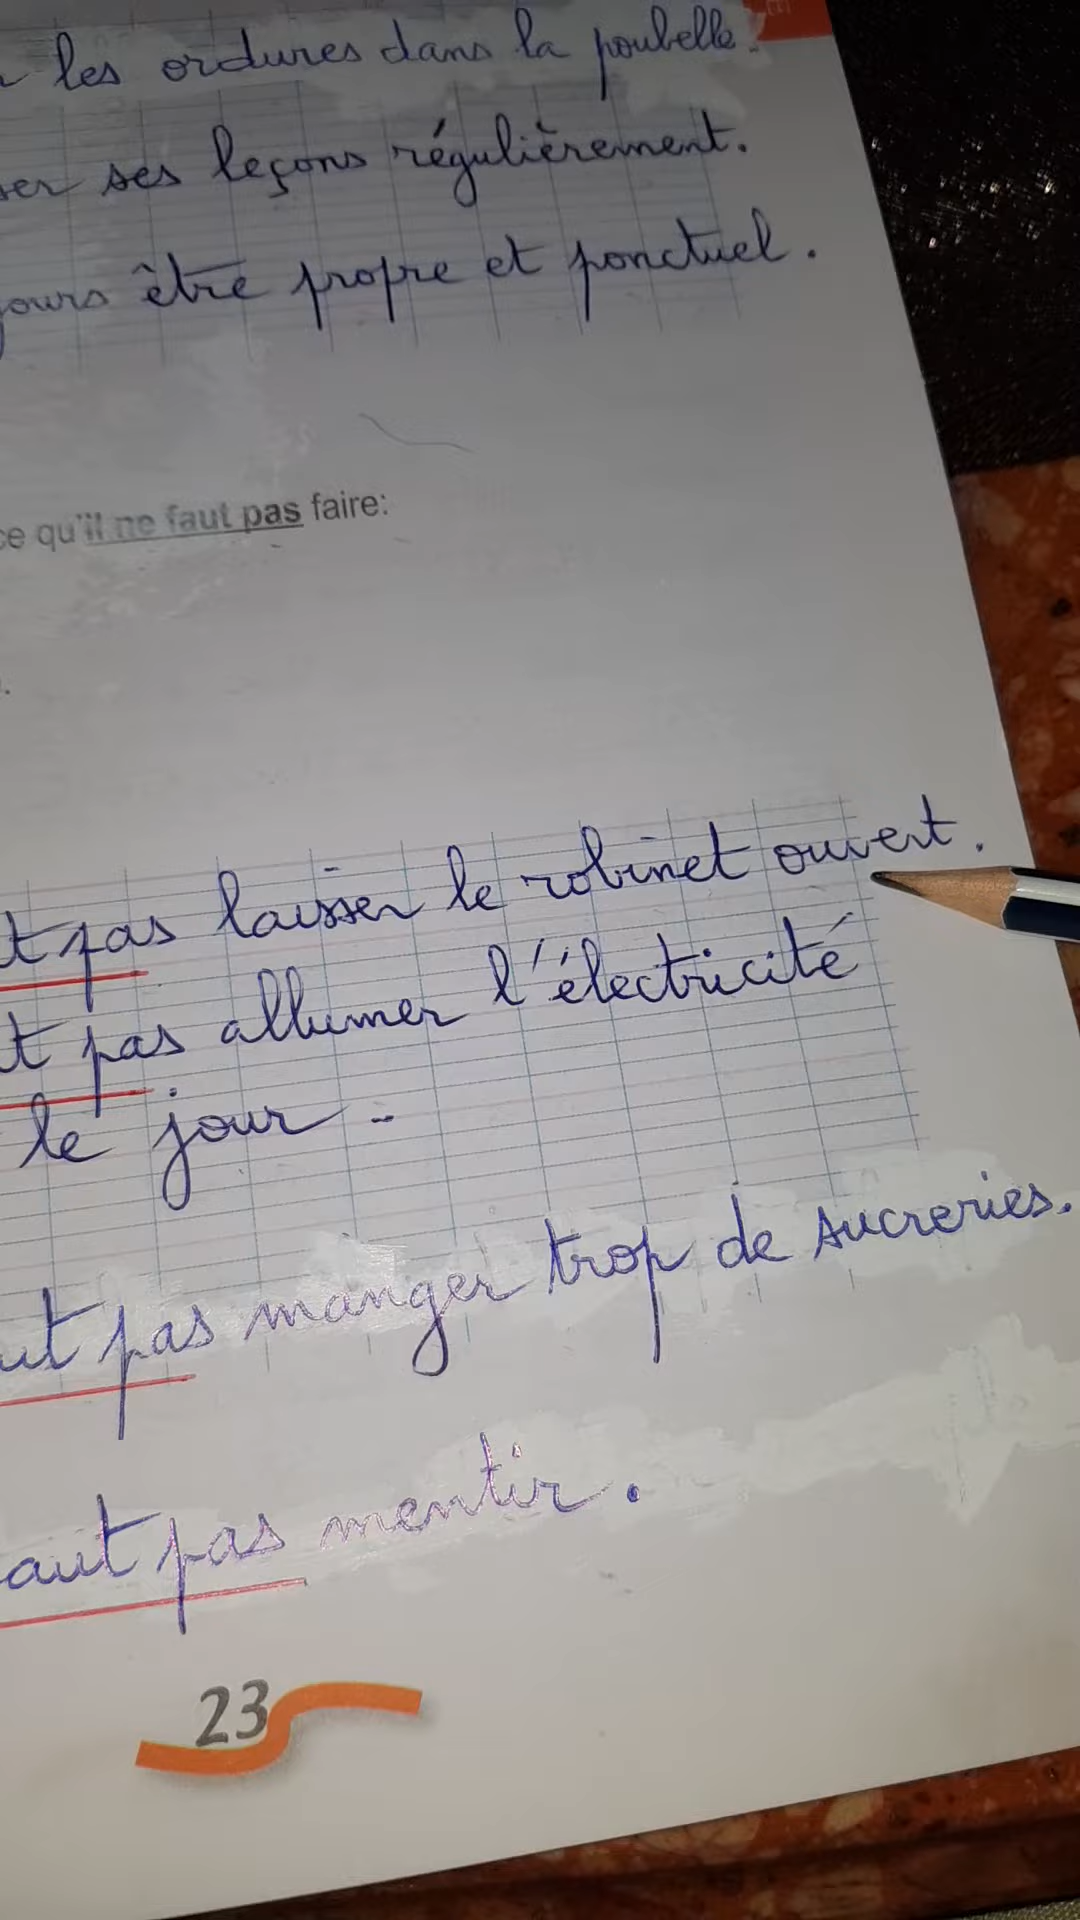 les ordures dans la poubelle.
ser ses leçons régulièrement.
jours être propre et ponctuel.
ce qu'il ne faut pas faire:
t pas laisser le robinet ouvert.
t pas allumer l'électricité
le jour.
ut pas manger trop de sucreries.
aut pas mentir.
23